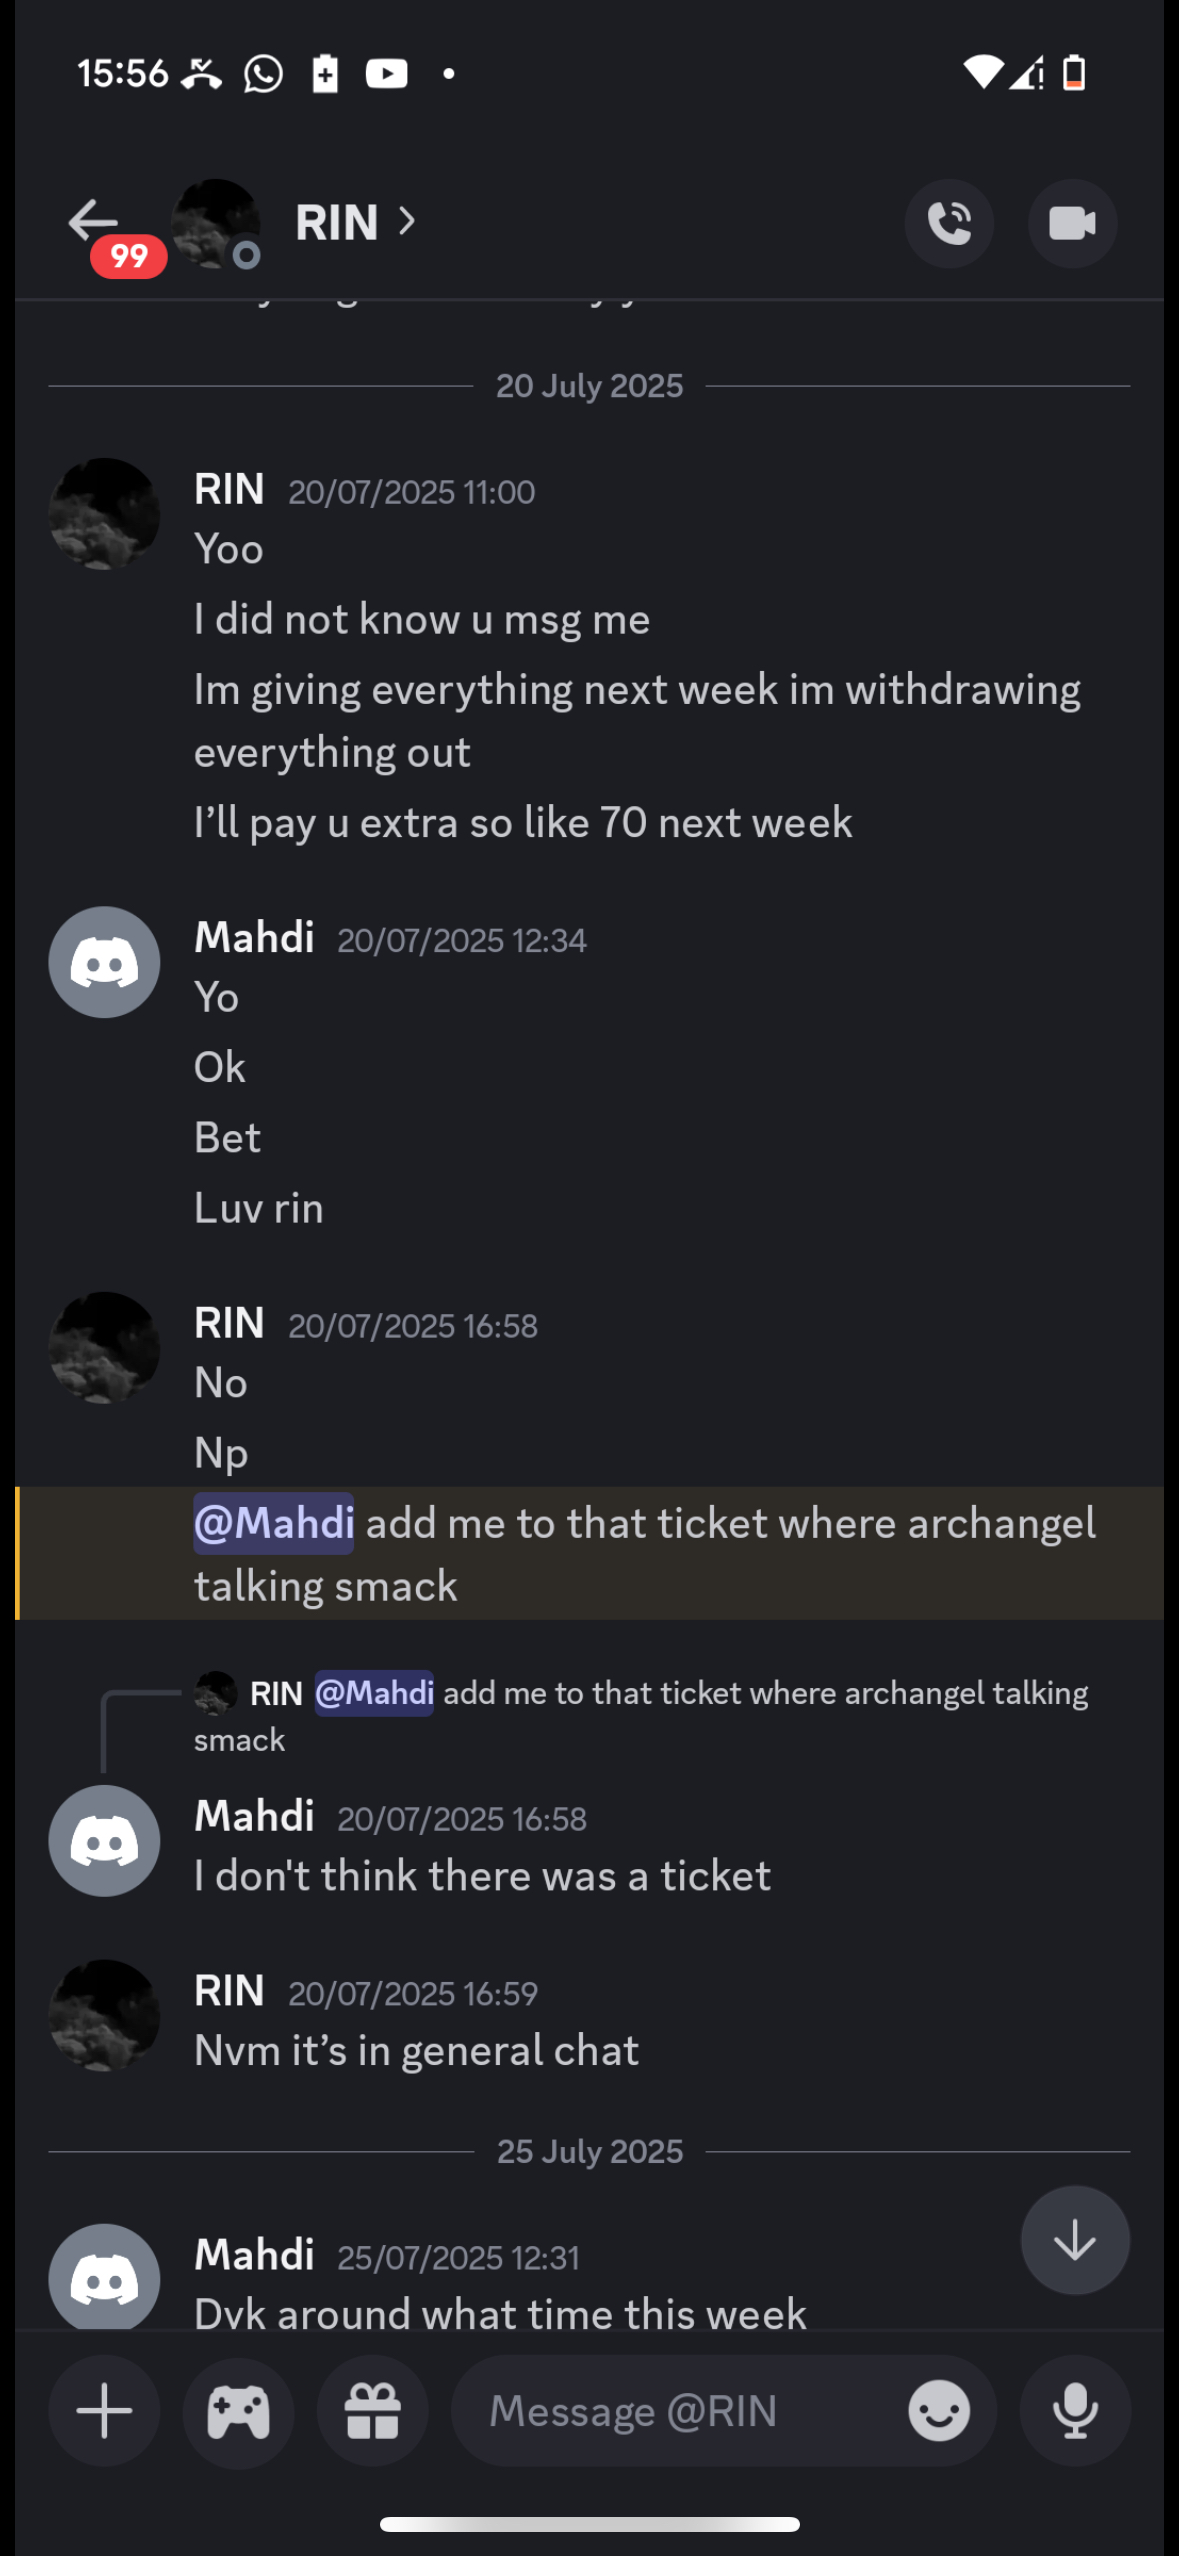 15:56
99
RIN
20 July 2025
RIN 20/07/2025 11:00
Yoo
I did not know u msg me
Im giving everything next week im withdrawing
everything out
I’ll pay u extra so like 70 next week
Mahdi 20/07/2025 12:34
Yo
Ok
Bet
Luv rin
RIN 20/07/2025 16:58
No
Np
@Mahdi add me to that ticket where archangel
talking smack
RIN @Mahdi add me to that ticket where archangel talking
smack
Mahdi 20/07/2025 16:58
I don't think there was a ticket
RIN 20/07/2025 16:59
Nvm it’s in general chat
25 July 2025
Mahdi 25/07/2025 12:31
Dyk around what time this week
Message @RIN